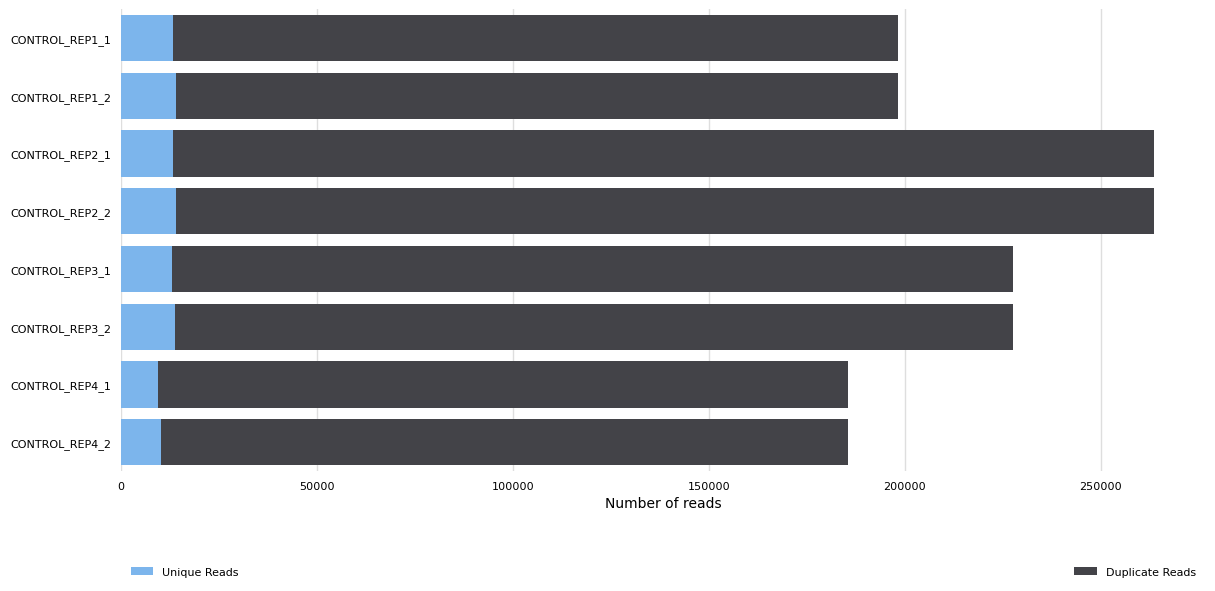 CONTROL_REP1_1
CONTROL_REP1_2
CONTROL_REP2_1
CONTROL_REP2_2
CONTROL_REP3_1
CONTROL_REP3_2
CONTROL_REP4_1
CONTROL_REP4_2
0 50000 100000 150000 200000 250000
Number of reads
Unique Reads Duplicate Reads